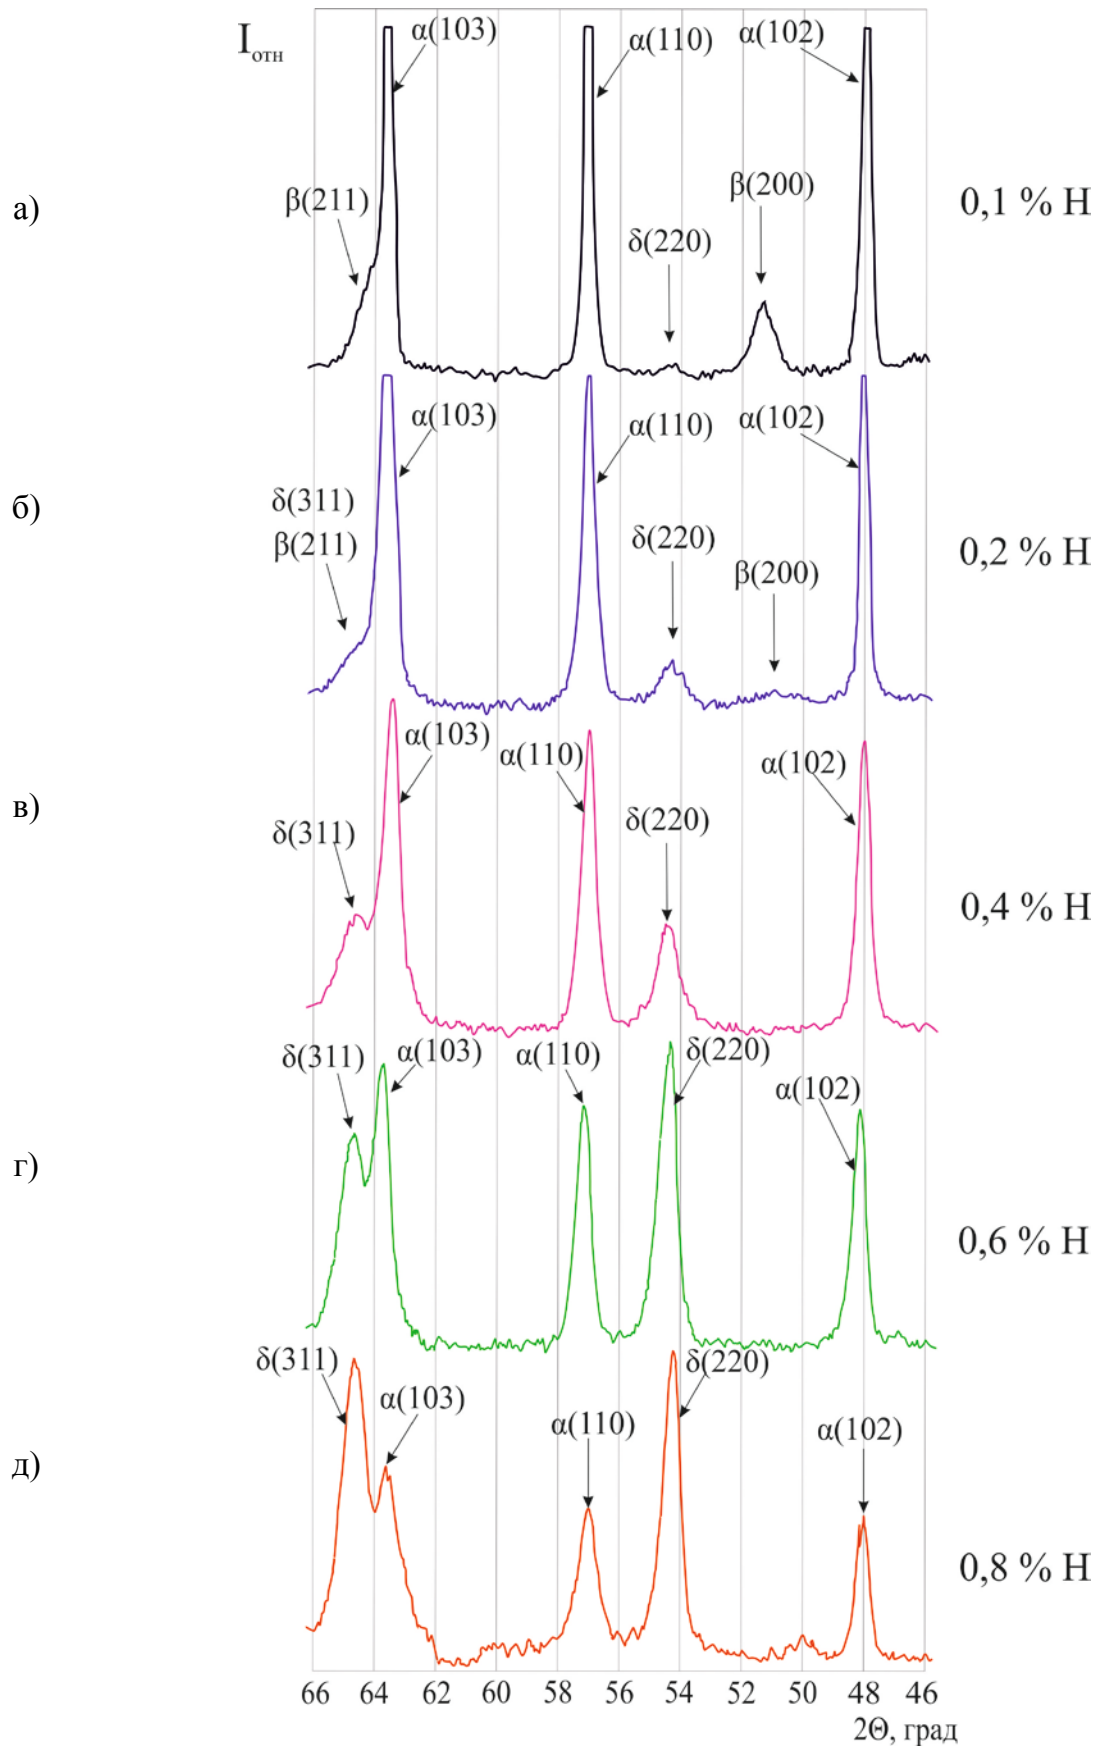 Iотн
α(103)
α(110)
α(102)
а)
β(211)
δ(220)
β(200)
0,1 % H
α(103)
α(110)
α(102)
б)
δ(311)
β(211)
δ(220)
β(200)
0,2 % H
α(103)
α(110)
α(102)
в)
δ(311)
δ(220)
0,4 % H
δ(311)
α(103)
α(110)
δ(220)
α(102)
г)
0,6 % H
δ(311)
α(103)
α(110)
δ(220)
α(102)
д)
0,8 % H
66 64 62 60 58 56 54 52 50 48 46
2Θ, град